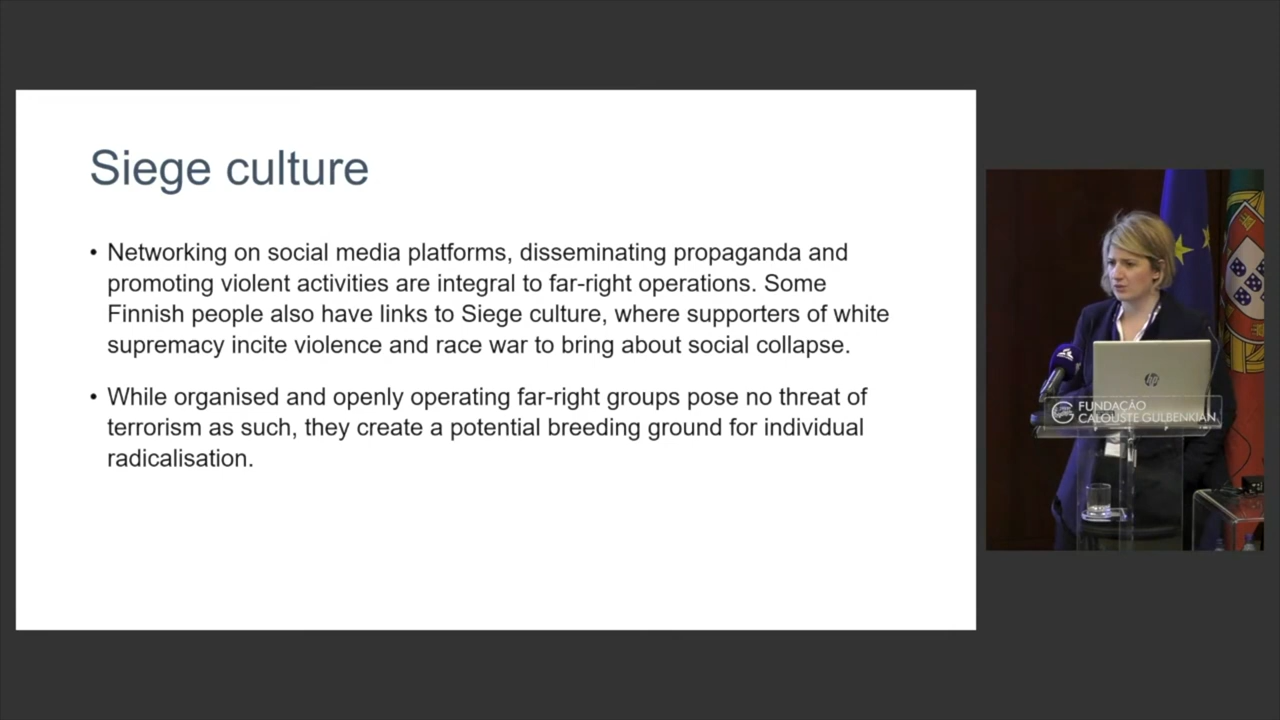 Siege culture
• Networking on social media platforms, disseminating propaganda and
promoting violent activities are integral to far-right operations. Some
Finnish people also have links to Siege culture, where supporters of white
supremacy incite violence and race war to bring about social collapse.
• While organised and openly operating far-right groups pose no threat of
terrorism as such, they create a potential breeding ground for individual
radicalisation.
hp
FUNDAÇÃO
CALOUSTE GULBENKIAN